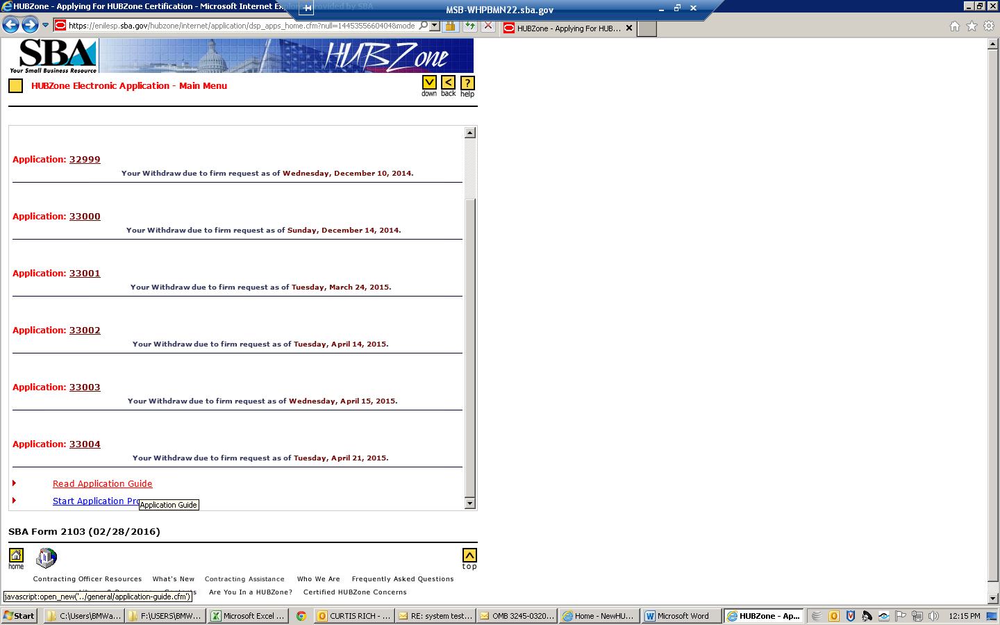 HUBZone - Applying For HUBZone Certification - Microsoft Internet Explorer provided by SBA
MSB-WHPBMN22.sba.gov
https://enilesp.sba.gov/hubzone/internet/application/dsp_apps_home.cfm?null=1445355660404&mode
HUBZone - Applying For HUB...
SBA
Your Small Business Resource
HUBZone
HUBZone Electronic Application - Main Menu
down back help
Application: 32999
Your Withdraw due to firm request as of Wednesday, December 10, 2014.
Application: 33000
Your Withdraw due to firm request as of Sunday, December 14, 2014.
Application: 33001
Your Withdraw due to firm request as of Tuesday, March 24, 2015.
Application: 33002
Your Withdraw due to firm request as of Tuesday, April 14, 2015.
Application: 33003
Your Withdraw due to firm request as of Wednesday, April 15, 2015.
Application: 33004
Your Withdraw due to firm request as of Tuesday, April 21, 2015.
Read Application Guide
Start Application Pro
Application Guide
SBA Form 2103 (02/28/2016)
home
top
Contracting Officer Resources What's New Contracting Assistance Who We Are Frequently Asked Questions
Are You In a HUBZone? Certified HUBZone Concerns
javascript:open_new('../general/application-guide.cfm')
Start C:\Users\BMWa... F:\USERS\BMW... Microsoft Excel ... CURTIS RICH - ... RE: system test... OMB 3245-0320... Home - NewHU... Microsoft Word HUBZone - Ap... 12:15 PM